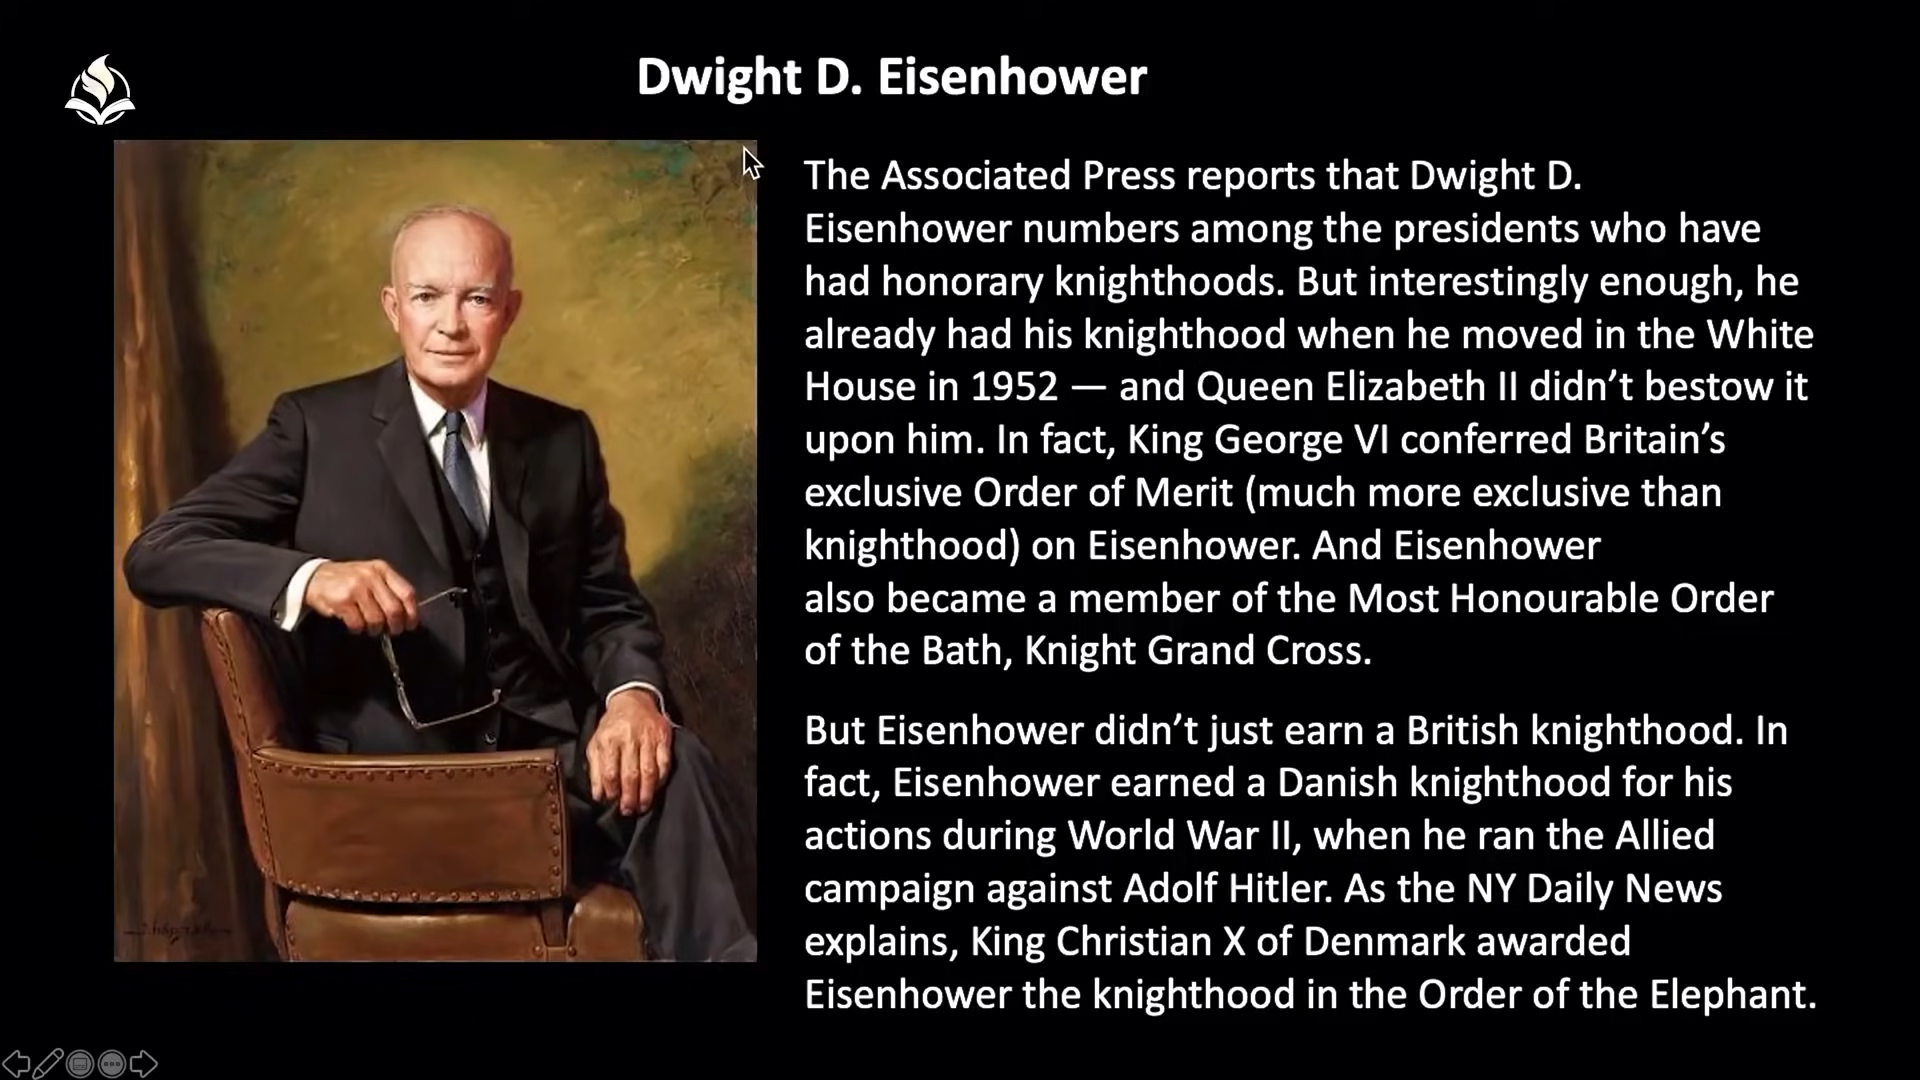 Dwight D. Eisenhower
The Associated Press reports that Dwight D.
Eisenhower numbers among the presidents who have
had honorary knighthoods. But interestingly enough, he
already had his knighthood when he moved in the White
House in 1952 — and Queen Elizabeth II didn’t bestow it
upon him. In fact, King George VI conferred Britain’s
exclusive Order of Merit (much more exclusive than
knighthood) on Eisenhower. And Eisenhower
also became a member of the Most Honourable Order
of the Bath, Knight Grand Cross.
But Eisenhower didn’t just earn a British knighthood. In
fact, Eisenhower earned a Danish knighthood for his
actions during World War II, when he ran the Allied
campaign against Adolf Hitler. As the NY Daily News
explains, King Christian X of Denmark awarded
Eisenhower the knighthood in the Order of the Elephant.